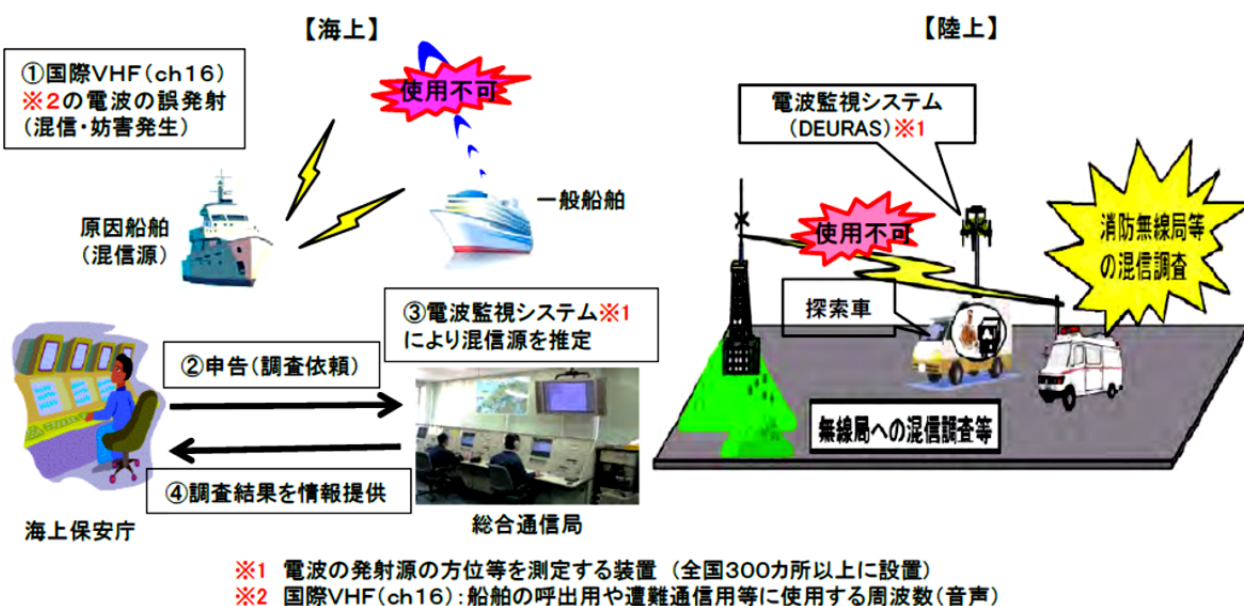 【海上】
①国際VHF(ch16)
※2の電波の誤発射
(混信・妨害発生)
使用不可
原因船舶
(混信源)
一般船舶
②申告(調査依頼)
③電波監視システム※1
により混信源を推定
④調査結果を情報提供
海上保安庁
総合通信局
【陸上】
電波監視システム
(DEURAS)※1
使用不可
消防無線局等
の混信調査
探索車
無線局への混信調査等
※1 電波の発射源の方位等を測定する装置 (全国300カ所以上に設置)
※2 国際VHF(ch16):船舶の呼出用や遭難通信用等に使用する周波数(音声)